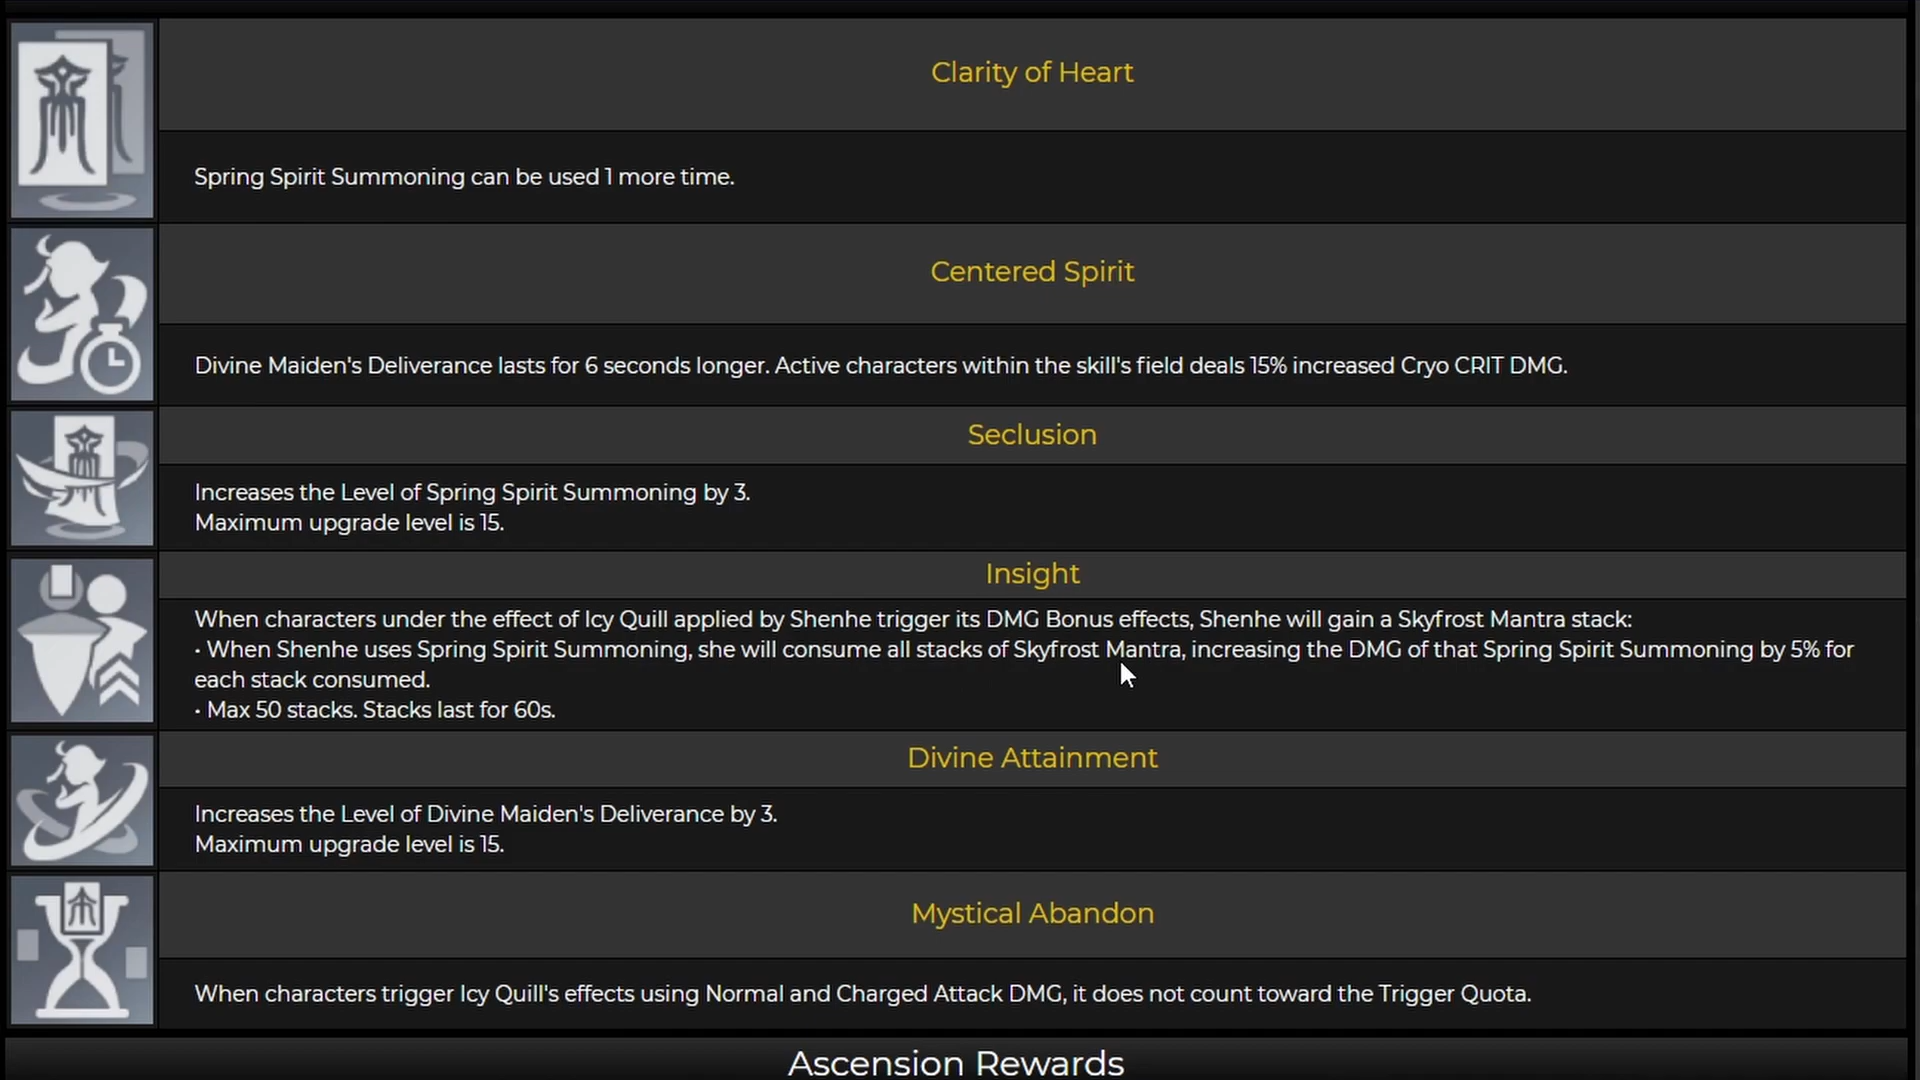 Clarity of Heart
Spring Spirit Summoning can be used 1 more time.
Centered Spirit
Divine Maiden's Deliverance lasts for 6 seconds longer. Active characters within the skill's field deals 15% increased Cryo CRIT DMG.
Seclusion
Increases the Level of Spring Spirit Summoning by 3.
Maximum upgrade level is 15.
Insight
When characters under the effect of Icy Quill applied by Shenhe trigger its DMG Bonus effects, Shenhe will gain a Skyfrost Mantra stack:
• When Shenhe uses Spring Spirit Summoning, she will consume all stacks of Skyfrost Mantra, increasing the DMG of that Spring Spirit Summoning by 5% for
each stack consumed.
• Max 50 stacks. Stacks last for 60s.
Divine Attainment
Increases the Level of Divine Maiden's Deliverance by 3.
Maximum upgrade level is 15.
Mystical Abandon
When characters trigger Icy Quill's effects using Normal and Charged Attack DMG, it does not count toward the Trigger Quota.
Ascension Rewards